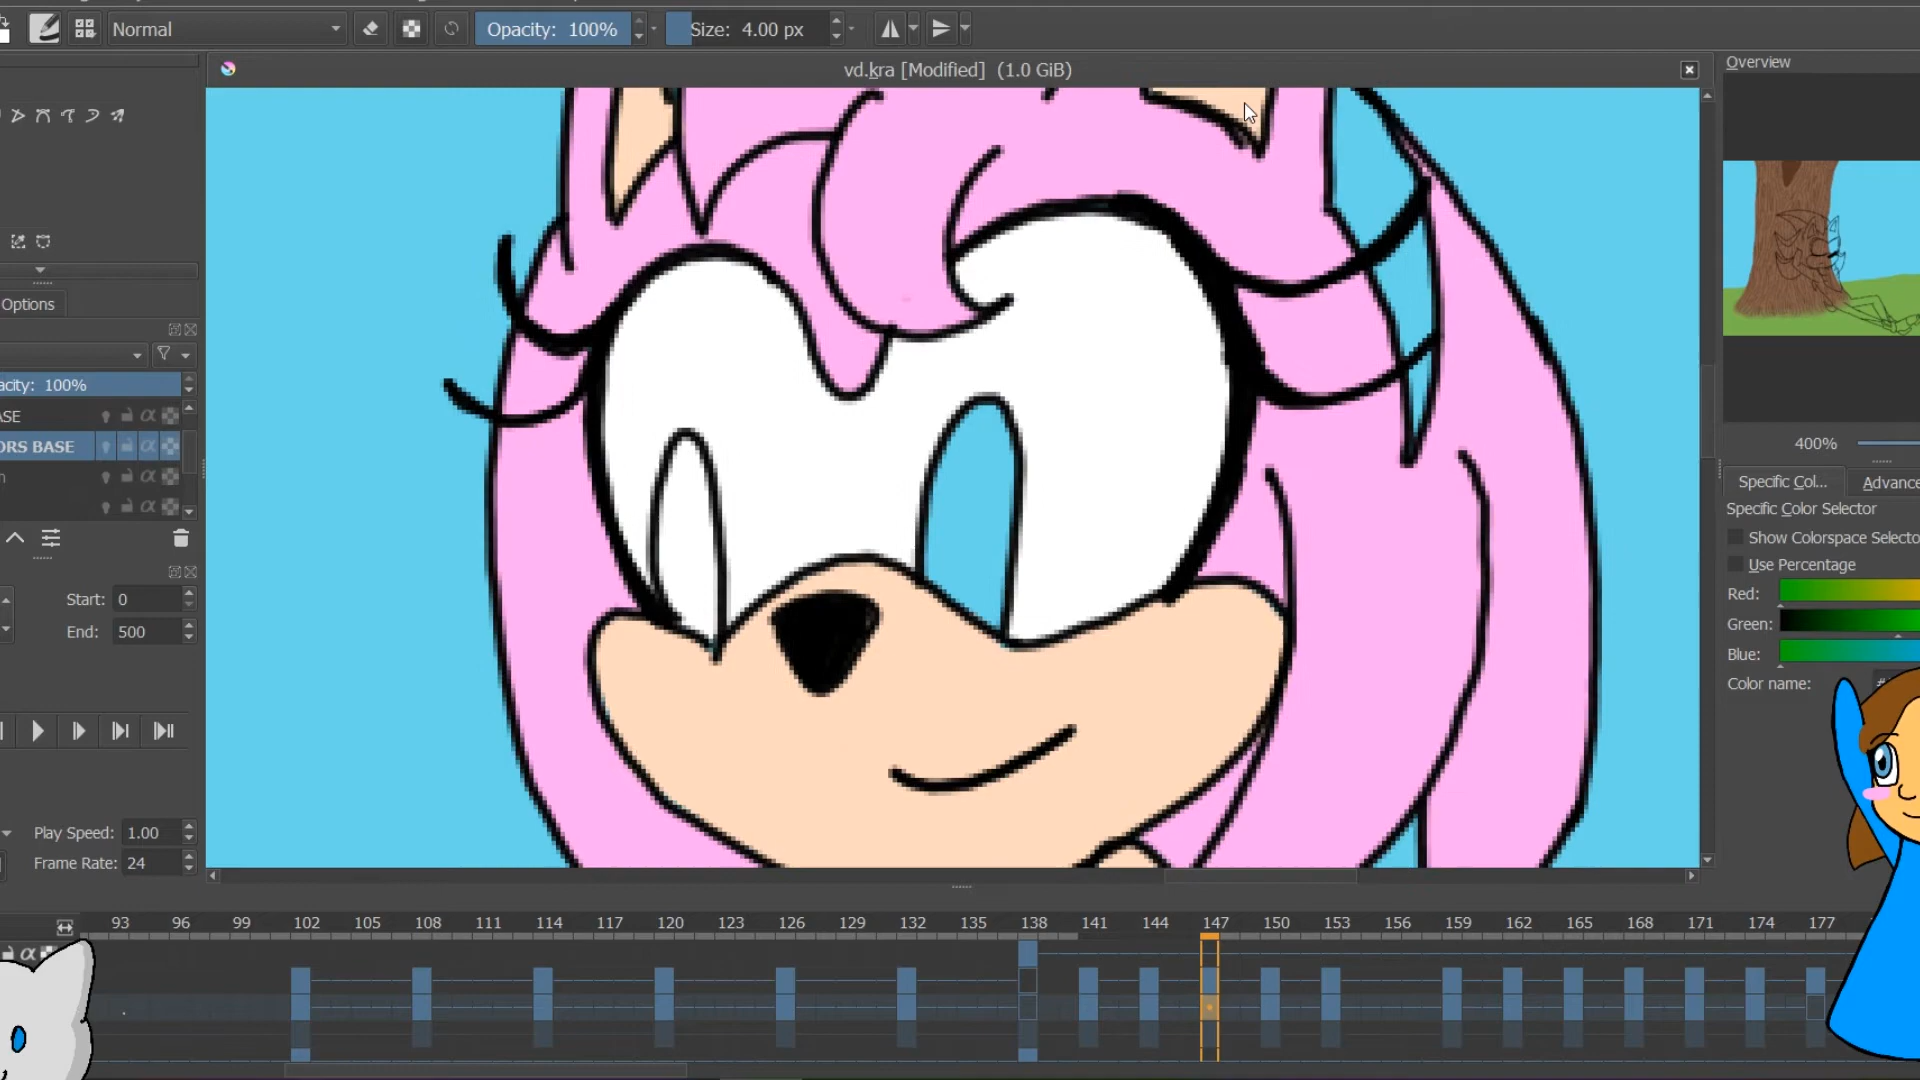 Normal
Opacity: 100%
Size: 4.00 px
vd.kra [Modified] (1.0 GiB)
Overview
Options
acity: 100%
ASE
ORS BASE
400%
Specific Col...
Advance
Specific Color Selector
Show Colorspace Selecto
Use Percentage
Red:
Green:
Blue:
Color name:
Start: 0
End: 500
Play Speed: 1.00
Frame Rate: 24
93 96 99 102 105 108 111 114 117 120 123 126 129 132 135 138 141 144 147 150 153 156 159 162 165 168 171 174 177